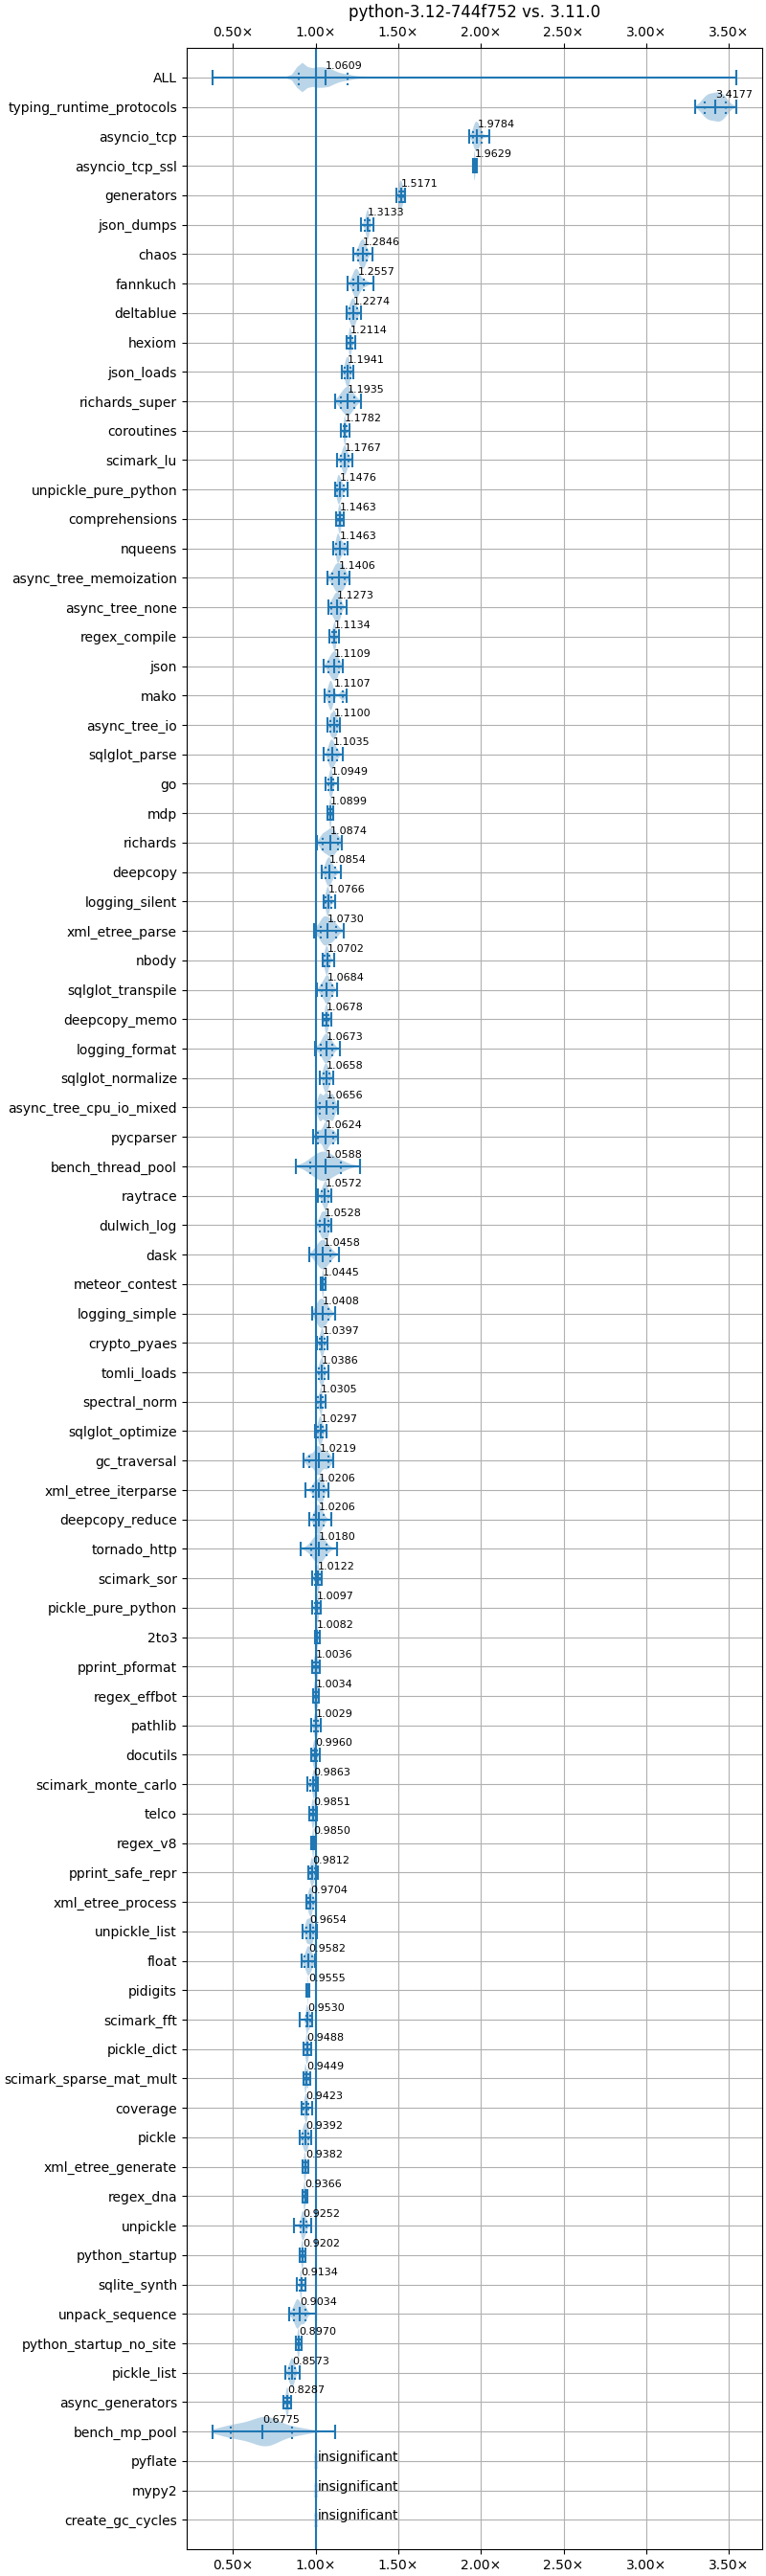 python-3.12-744f752 vs. 3.11.0
0.50× 1.00× 1.50× 2.00× 2.50× 3.00× 3.50×
ALL 1.0609
typing_runtime_protocols 3.4177
asyncio_tcp 1.9784
asyncio_tcp_ssl 1.9629
generators 1.5171
json_dumps 1.3133
chaos 1.2846
fannkuch 1.2557
deltablue 1.2274
hexiom 1.2114
json_loads 1.1941
richards_super 1.1935
coroutines 1.1782
scimark_lu 1.1767
unpickle_pure_python 1.1476
comprehensions 1.1463
nqueens 1.1463
async_tree_memoization 1.1406
async_tree_none 1.1273
regex_compile 1.1134
json 1.1109
mako 1.1107
async_tree_io 1.1100
sqlglot_parse 1.1035
go 1.0949
mdp 1.0899
richards 1.0874
deepcopy 1.0854
logging_silent 1.0766
xml_etree_parse 1.0730
nbody 1.0702
sqlglot_transpile 1.0684
deepcopy_memo 1.0678
logging_format 1.0673
sqlglot_normalize 1.0658
async_tree_cpu_io_mixed 1.0656
pycparser 1.0624
bench_thread_pool 1.0588
raytrace 1.0572
dulwich_log 1.0528
dask 1.0458
meteor_contest 1.0445
logging_simple 1.0408
crypto_pyaes 1.0397
tomli_loads 1.0386
spectral_norm 1.0305
sqlglot_optimize 1.0297
gc_traversal 1.0219
xml_etree_iterparse 1.0206
deepcopy_reduce 1.0206
tornado_http 1.0180
scimark_sor 1.0122
pickle_pure_python 1.0097
2to3 1.0082
pprint_pformat 1.0036
regex_effbot 1.0034
pathlib 1.0029
docutils 0.9960
scimark_monte_carlo 0.9863
telco 0.9851
regex_v8 0.9850
pprint_safe_repr 0.9812
xml_etree_process 0.9704
unpickle_list 0.9654
float 0.9582
pidigits 0.9555
scimark_fft 0.9530
pickle_dict 0.9488
scimark_sparse_mat_mult 0.9449
coverage 0.9423
pickle 0.9392
xml_etree_generate 0.9382
regex_dna 0.9366
unpickle 0.9252
python_startup 0.9202
sqlite_synth 0.9134
unpack_sequence 0.9034
python_startup_no_site 0.8970
pickle_list 0.8573
async_generators 0.8287
bench_mp_pool 0.6775
pyflate insignificant
mypy2 insignificant
create_gc_cycles insignificant
0.50× 1.00× 1.50× 2.00× 2.50× 3.00× 3.50×